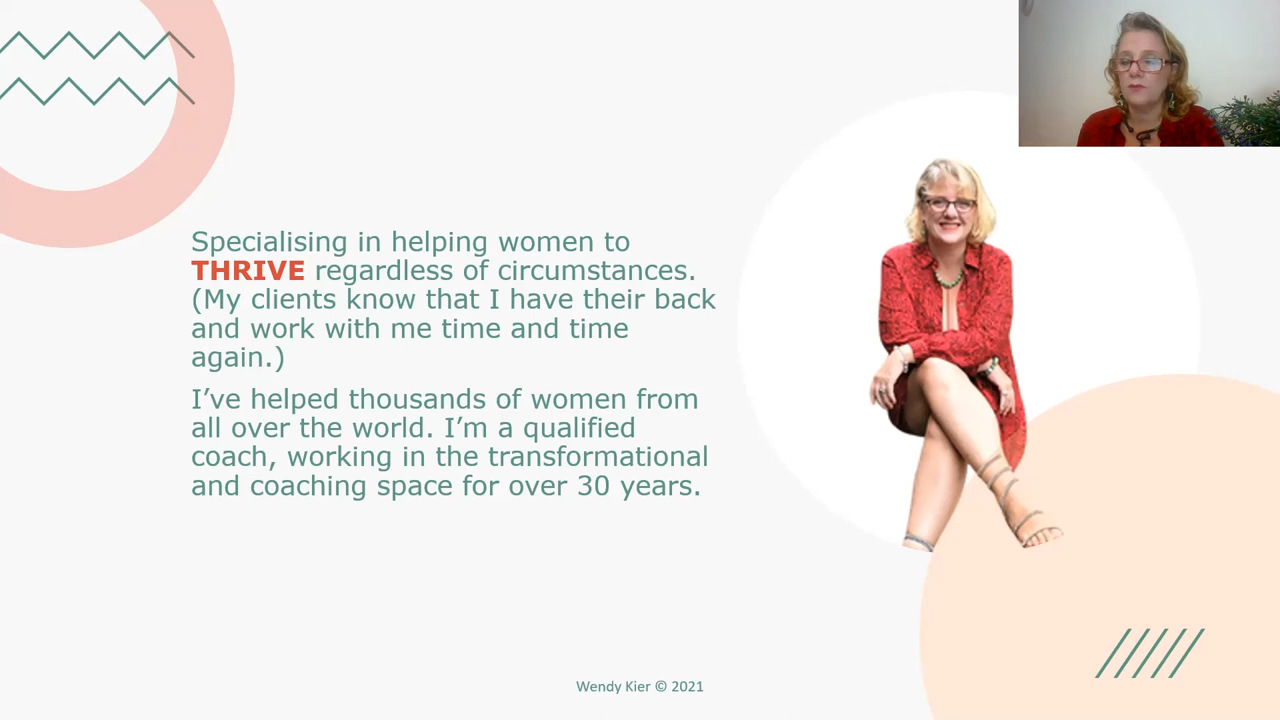 Specialising in helping women to
THRIVE regardless of circumstances.
(My clients know that I have their back
and work with me time and time
again.)
I’ve helped thousands of women from
all over the world. I’m a qualified
coach, working in the transformational
and coaching space for over 30 years.
Wendy Kier © 2021